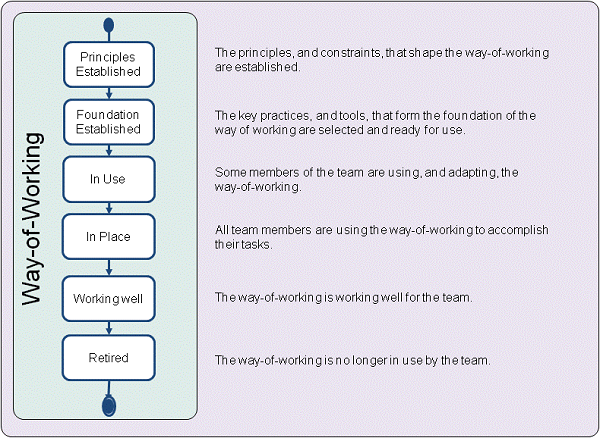 Way-of-Working
Principles
Established
The principles, and constraints, that shape the way-of-working
are established.
Foundation
Established
The key practices, and tools, that form the foundation of the
way of working are selected and ready for use.
In Use
Some members of the team are using, and adapting, the
way-of-working.
In Place
All team members are using the way-of-working to accomplish
their tasks.
Working well
The way-of-working is working well for the team.
Retired
The way-of-working is no longer in use by the team.